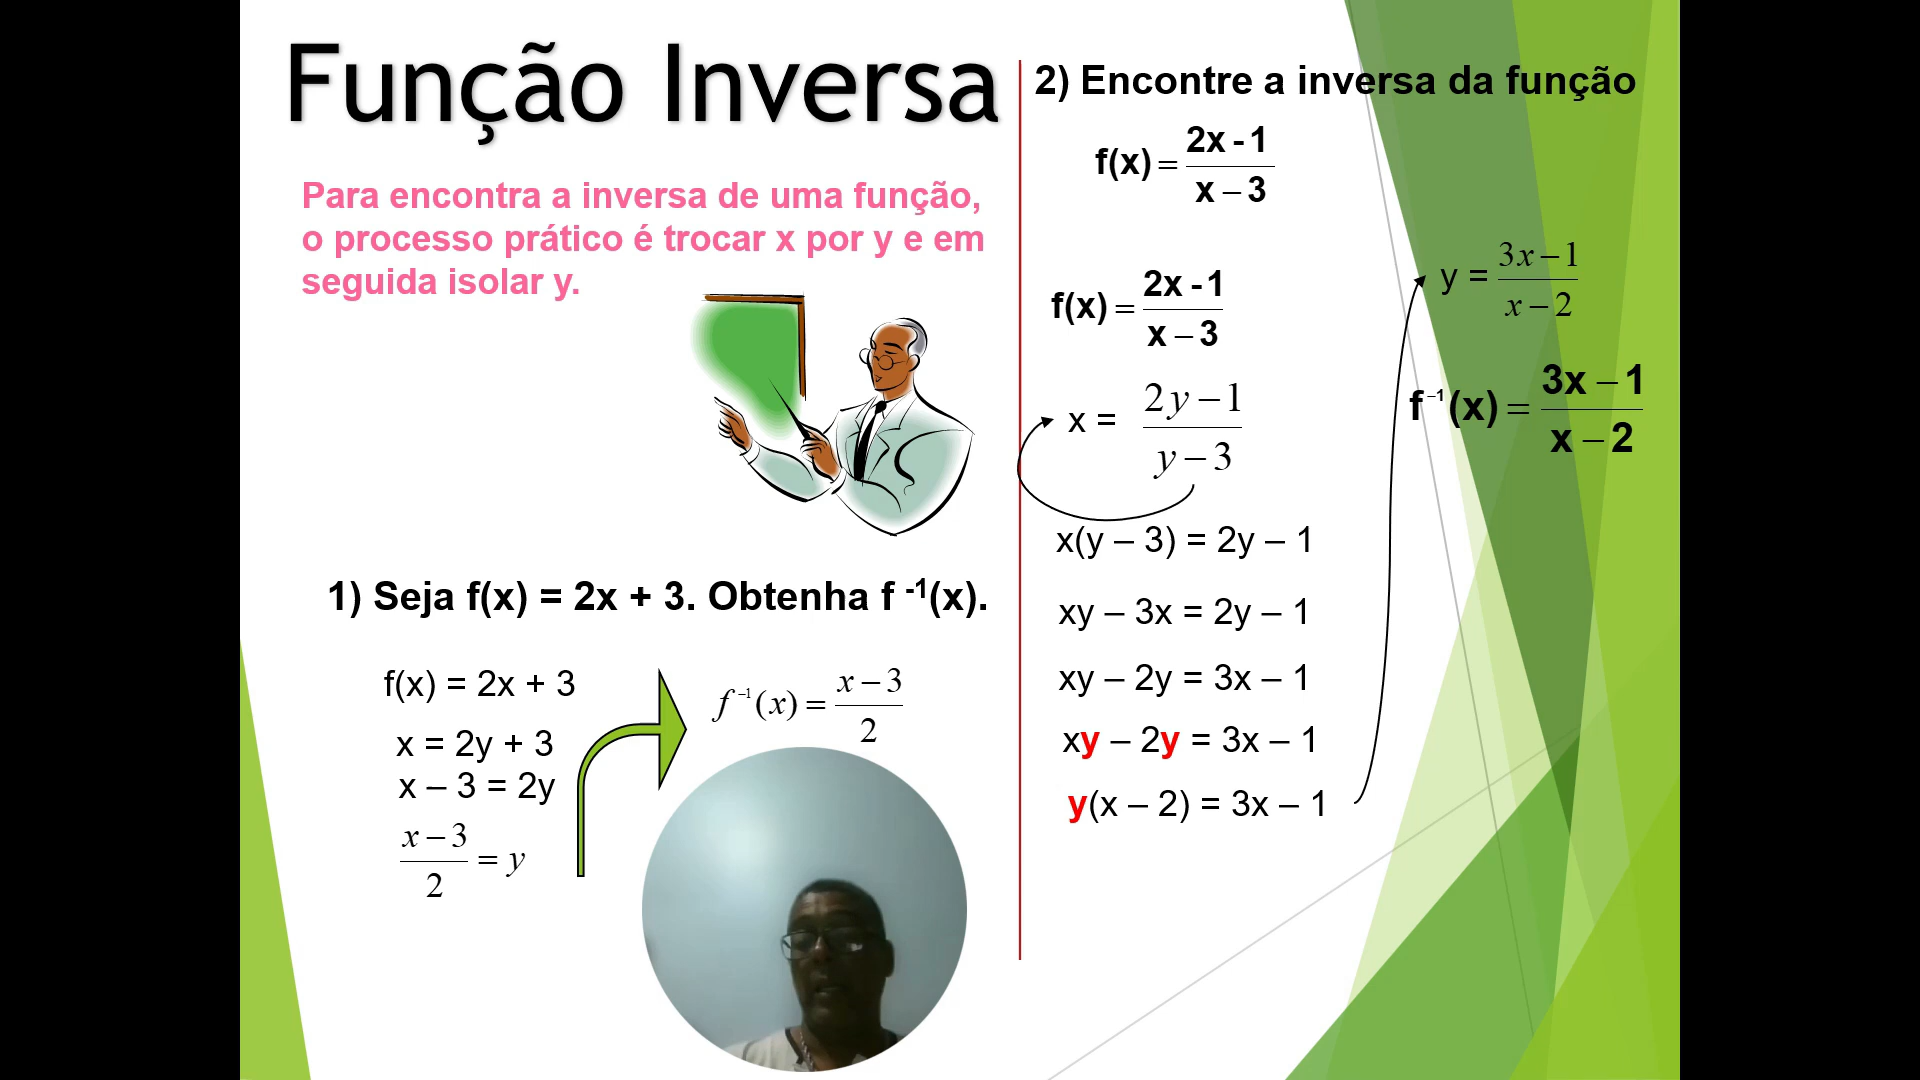 Função Inversa
Para encontra a inversa de uma função,
o processo prático é trocar x por y e em
seguida isolar y.
1) Seja f(x) = 2x + 3. Obtenha f -1(x).
f(x) = 2x + 3
x = 2y + 3
x – 3 = 2y
x – 3
2
= y
f –1(x) =
x – 3
2
2) Encontre a inversa da função
f(x) =
2x - 1
x – 3
f(x) =
2x - 1
x – 3
x =
2y – 1
y – 3
x(y – 3) = 2y – 1
xy – 3x = 2y – 1
xy – 2y = 3x – 1
xy – 2y = 3x – 1
y(x – 2) = 3x – 1
y =
3x – 1
x – 2
f –1(x) =
3x – 1
x – 2